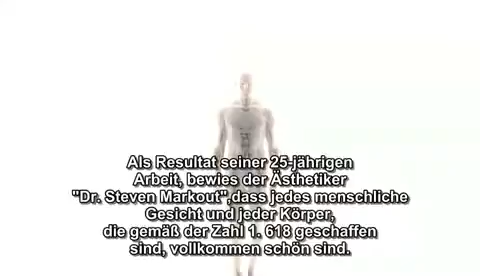 Als Resultat seiner 25-jährigen
Arbeit, bewies der Ästhetiker
"Dr. Steven Markout",dass jedes menschliche
Gesicht und jeder Körper,
die gemäß der Zahl 1. 618 geschaffen
sind, vollkommen schön sind.